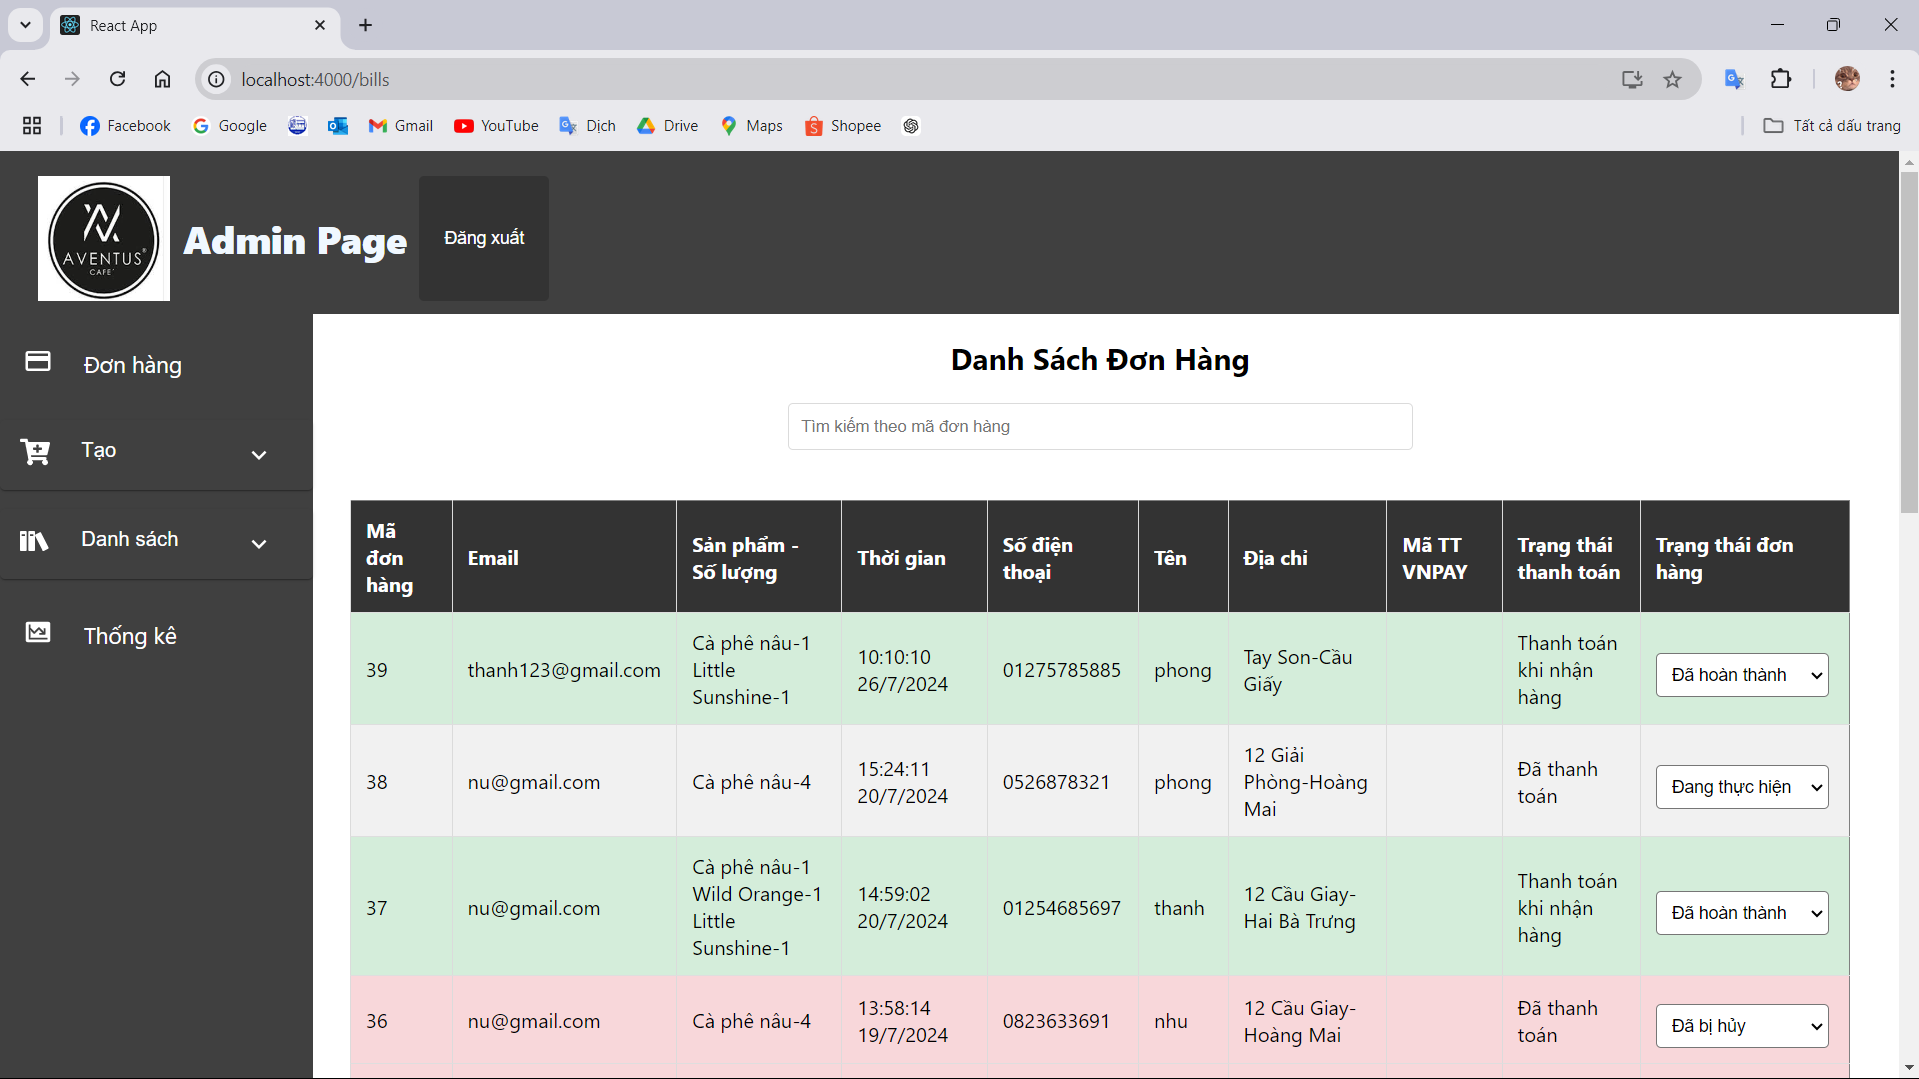 React App
localhost:4000/bills
Facebook
Google
Gmail
YouTube
Dịch
Drive
Maps
Shopee
Tất cả dấu trang
AVENTUS®
CAFE
Admin Page
Đăng xuất
Đơn hàng
Tạo
Danh sách
Thống kê
Danh Sách Đơn Hàng
Tìm kiếm theo mã đơn hàng
Mã
đơn
hàng
Email
Sản phẩm -
Số lượng
Thời gian
Số điện
thoại
Tên
Địa chỉ
Mã TT
VNPAY
Trạng thái
thanh toán
Trạng thái đơn
hàng
39
thanh123@gmail.com
Cà phê nâu-1
Little
Sunshine-1
10:10:10
26/7/2024
01275785885
phong
Tay Son-Cầu
Giấy
Thanh toán
khi nhận
hàng
Đã hoàn thành
38
nu@gmail.com
Cà phê nâu-4
15:24:11
20/7/2024
0526878321
phong
12 Giải
Phòng-Hoàng
Mai
Đã thanh
toán
Đang thực hiện
37
nu@gmail.com
Cà phê nâu-1
Wild Orange-1
Little
Sunshine-1
14:59:02
20/7/2024
01254685697
thanh
12 Cầu Giay-
Hai Bà Trưng
Thanh toán
khi nhận
hàng
Đã hoàn thành
36
nu@gmail.com
Cà phê nâu-4
13:58:14
19/7/2024
0823633691
nhu
12 Cầu Giay-
Hoàng Mai
Đã thanh
toán
Đã bị hủy